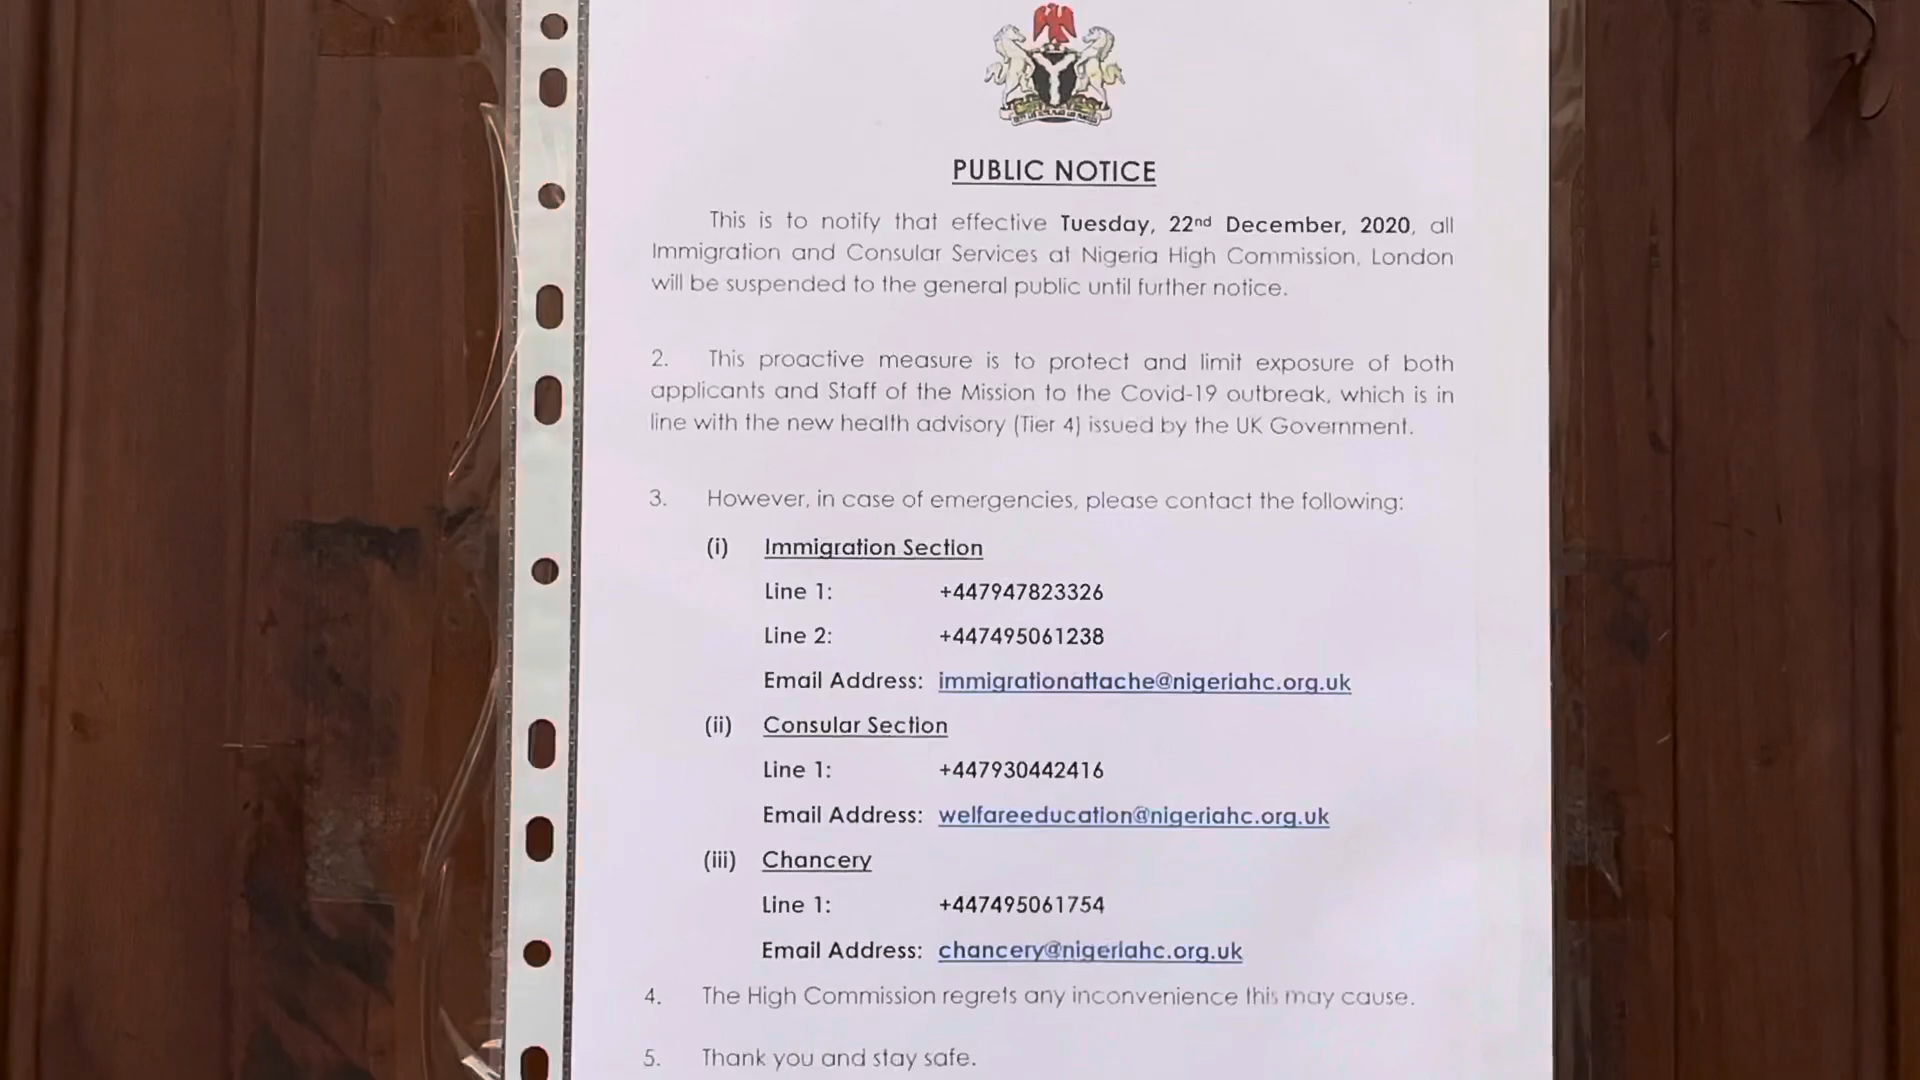 PUBLIC NOTICE
This is to notify that effective Tuesday, 22nd December, 2020, all
Immigration and Consular Services at Nigeria High Commission, London
will be suspended to the general public until further notice.
2. This proactive measure is to protect and limit exposure of both
applicants and Staff of the Mission to the Covid-19 outbreak, which is in
line with the new health advisory (Tier 4) issued by the UK Government.
3. However, in case of emergencies, please contact the following:
(i) Immigration Section
Line 1: +447947823326
Line 2: +447495061238
Email Address: immigrationattache@nigeriahc.org.uk
(ii) Consular Section
Line 1: +447930442416
Email Address: welfareeducation@nigeriahc.org.uk
(iii) Chancery
Line 1: +447495061754
Email Address: chancery@nigeriahc.org.uk
4. The High Commission regrets any inconvenience this may cause.
5. Thank you and stay safe.